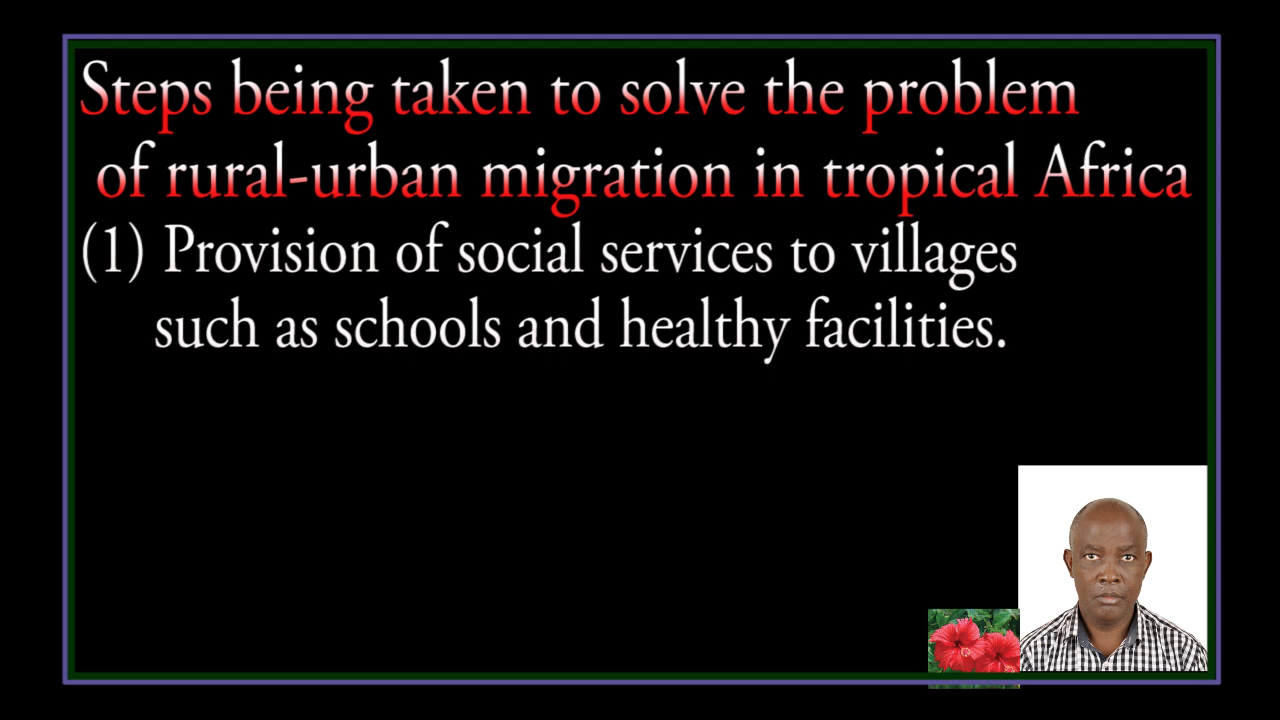 Steps being taken to solve the problem
of rural-urban migration in tropical Africa
(1) Provision of social services to villages
such as schools and healthy facilities.